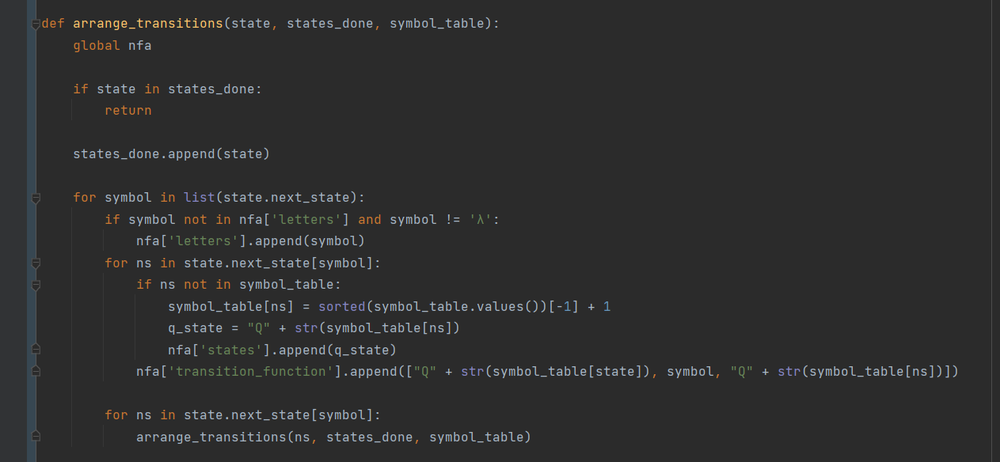 def arrange_transitions(state, states_done, symbol_table):
    global nfa

    if state in states_done:
        return

    states_done.append(state)

    for symbol in list(state.next_state):
        if symbol not in nfa['letters'] and symbol != 'λ':
            nfa['letters'].append(symbol)
        for ns in state.next_state[symbol]:
            if ns not in symbol_table:
                symbol_table[ns] = sorted(symbol_table.values())[-1] + 1
                q_state = "Q" + str(symbol_table[ns])
                nfa['states'].append(q_state)
            nfa['transition_function'].append(["Q" + str(symbol_table[state]), symbol, "Q" + str(symbol_table[ns])])

        for ns in state.next_state[symbol]:
            arrange_transitions(ns, states_done, symbol_table)